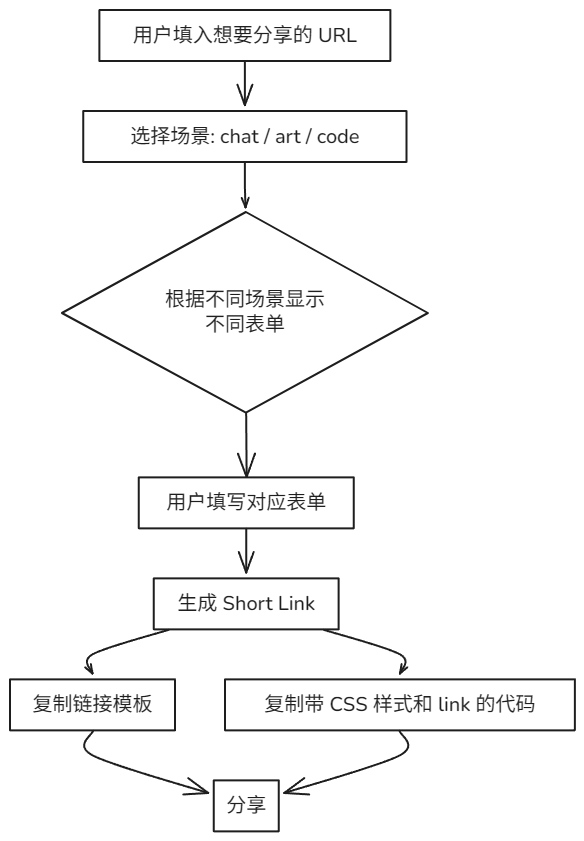 用户填入想要分享的 URL
选择场景: chat / art / code
根据不同场景显示
不同表单
用户填写对应表单
生成 Short Link
复制链接模板
复制带 CSS 样式和 link 的代码
分享